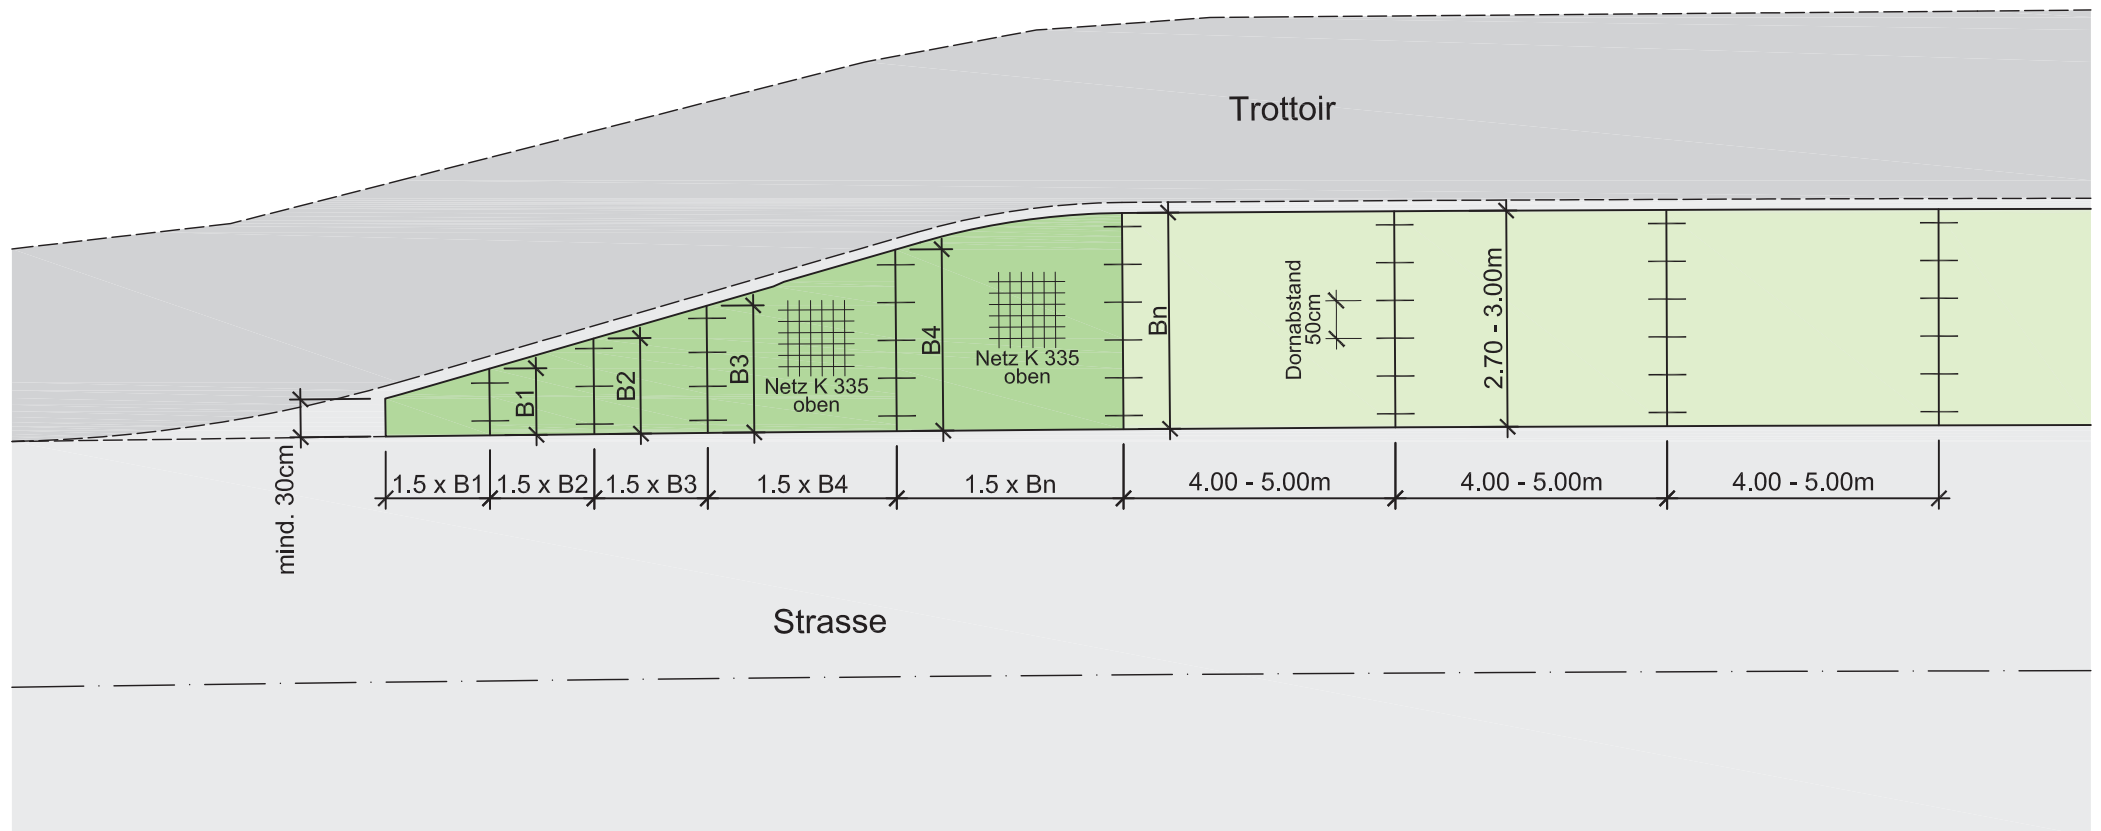 Trottoir
Dornabstand
50cm
2.70 - 3.00m
Bn
B4
B3
B2
B1
Netz K 335
oben
Netz K 335
oben
mind. 30cm
1.5 x B1
1.5 x B2
1.5 x B3
1.5 x B4
1.5 x Bn
4.00 - 5.00m
4.00 - 5.00m
4.00 - 5.00m
Strasse